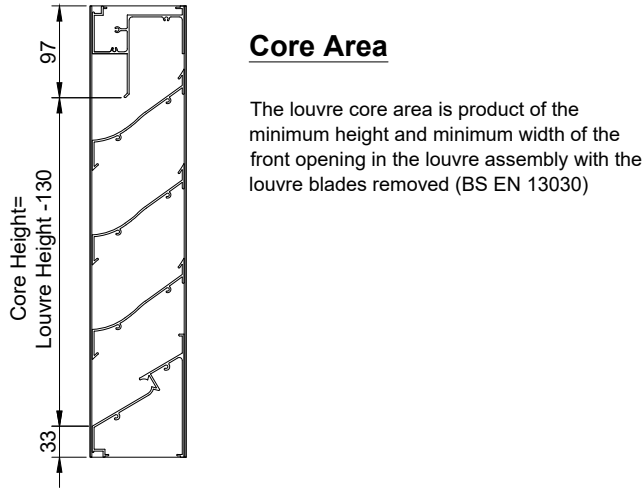 97
Core Height=
Louvre Height -130
33
Core Area
The louvre core area is product of the
minimum height and minimum width of the
front opening in the louvre assembly with the
louvre blades removed (BS EN 13030)